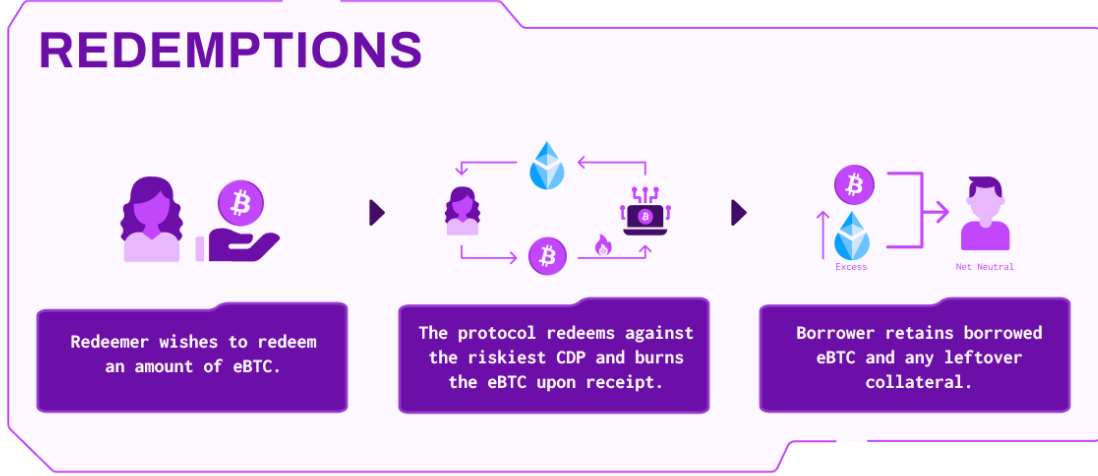 REDEMPTIONS
Excess
Net Neutral
Redeemer wishes to redeem
an amount of eBTC.
The protocol redeems against
the riskiest CDP and burns
the eBTC upon receipt.
Borrower retains borrowed
eBTC and any leftover
collateral.